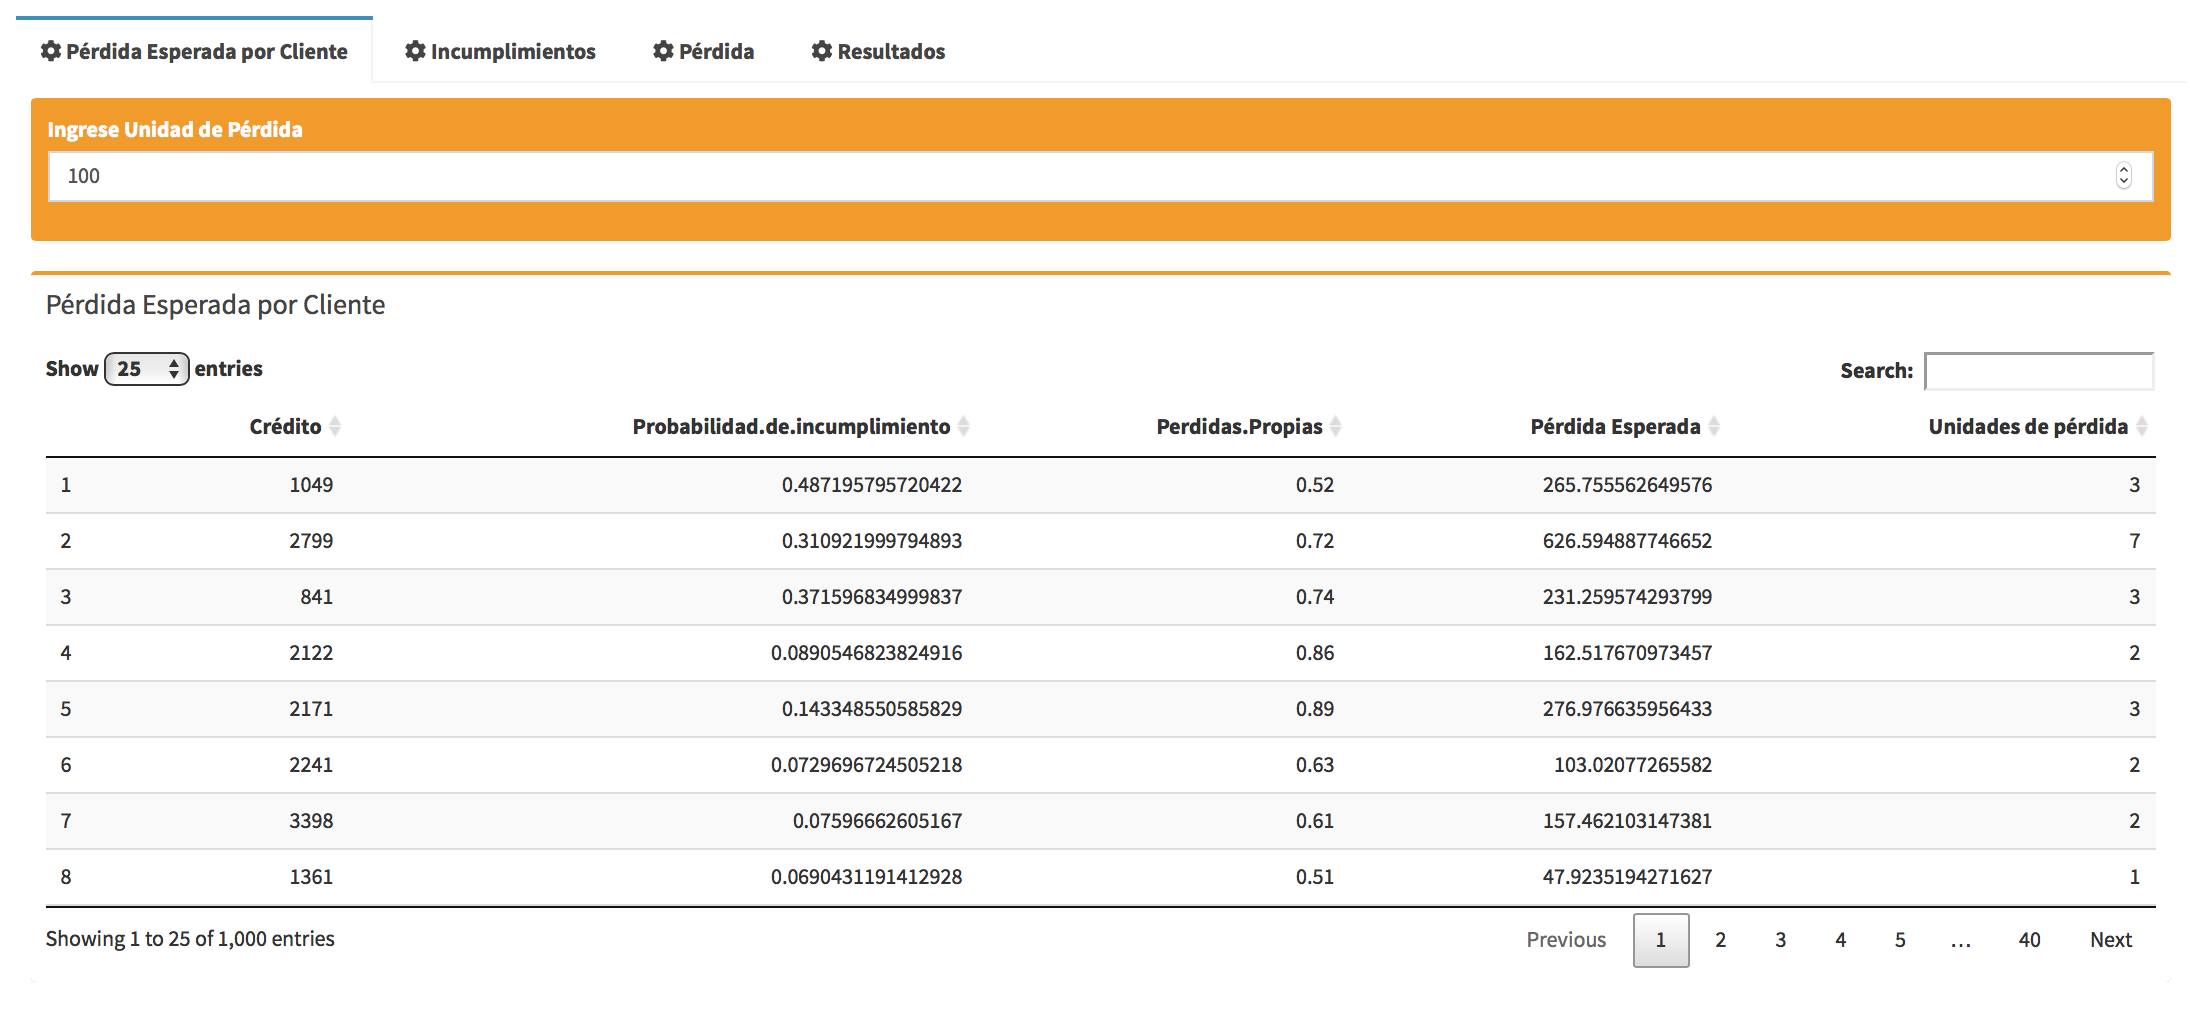 Pérdida Esperada por Cliente Incumplimientos Pérdida Resultados
Ingrese Unidad de Pérdida
100
Pérdida Esperada por Cliente
Show 25 entries Search:
Crédito Probabilidad.de.incumplimiento Perdidas.Propias Pérdida Esperada Unidades de pérdida
1 1049 0.487195795720422 0.52 265.755562649576 3
2 2799 0.310921999794893 0.72 626.594887746652 7
3 841 0.371596834999837 0.74 231.259574293799 3
4 2122 0.0890546823824916 0.86 162.517670973457 2
5 2171 0.143348550585829 0.89 276.976635956433 3
6 2241 0.0729696724505218 0.63 103.02077265582 2
7 3398 0.07596662605167 0.61 157.462103147381 2
8 1361 0.0690431191412928 0.51 47.9235194271627 1
Showing 1 to 25 of 1,000 entries Previous 1 2 3 4 5 … 40 Next